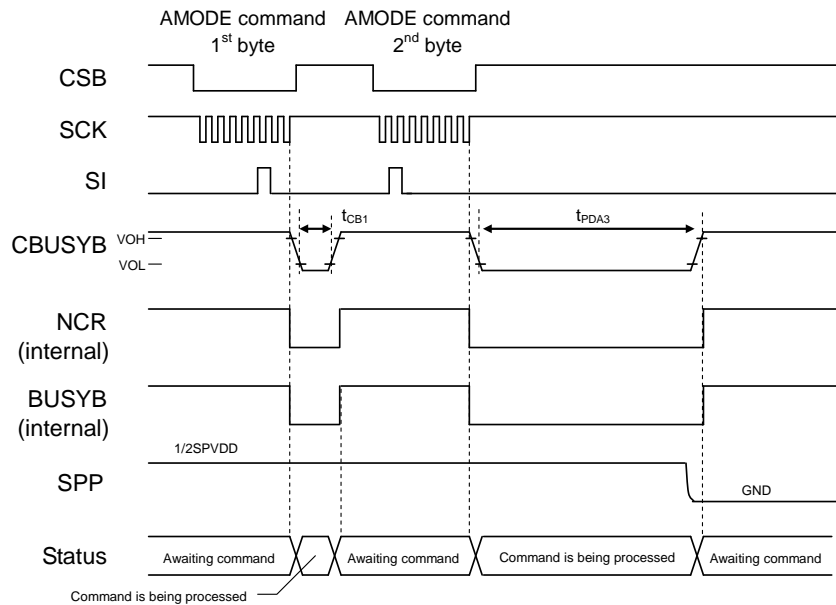 AMODE command
1st byte
AMODE command
2nd byte
CSB
SCK
SI
tCB1
tPDA3
CBUSYB
VOH
VOL
NCR
(internal)
BUSYB
(internal)
1/2SPVDD
SPP
GND
Status
Awaiting command
Awaiting command
Command is being processed
Awaiting command
Command is being processed